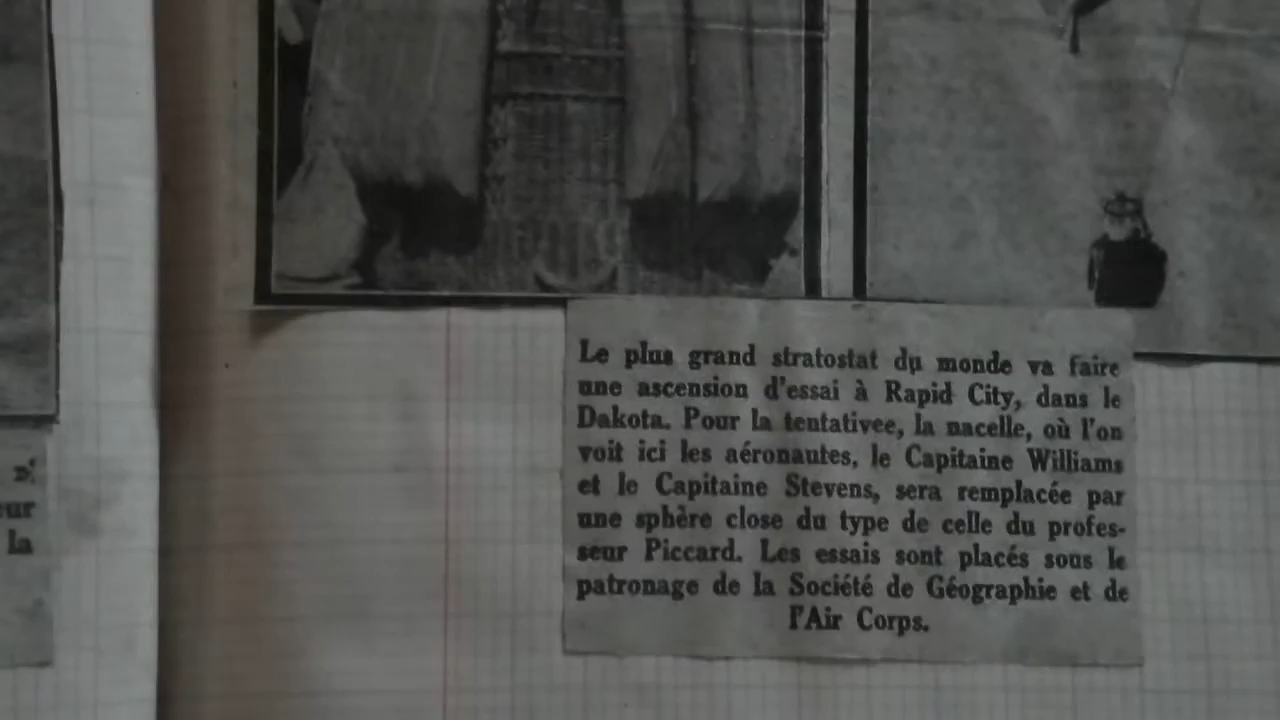 »'
eur
la
Le plus grand stratostat du monde va faire
une ascension d'essai à Rapid City, dans le
Dakota. Pour la tentativee, la nacelle, où l'on
voit ici les aéronautes, le Capitaine Williams
et le Capitaine Stevens, sera remplacée par
une sphère close du type de celle du profes-
seur Piccard. Les essais sont placés sous le
patronage de la Société de Géographie et de
l'Air Corps.